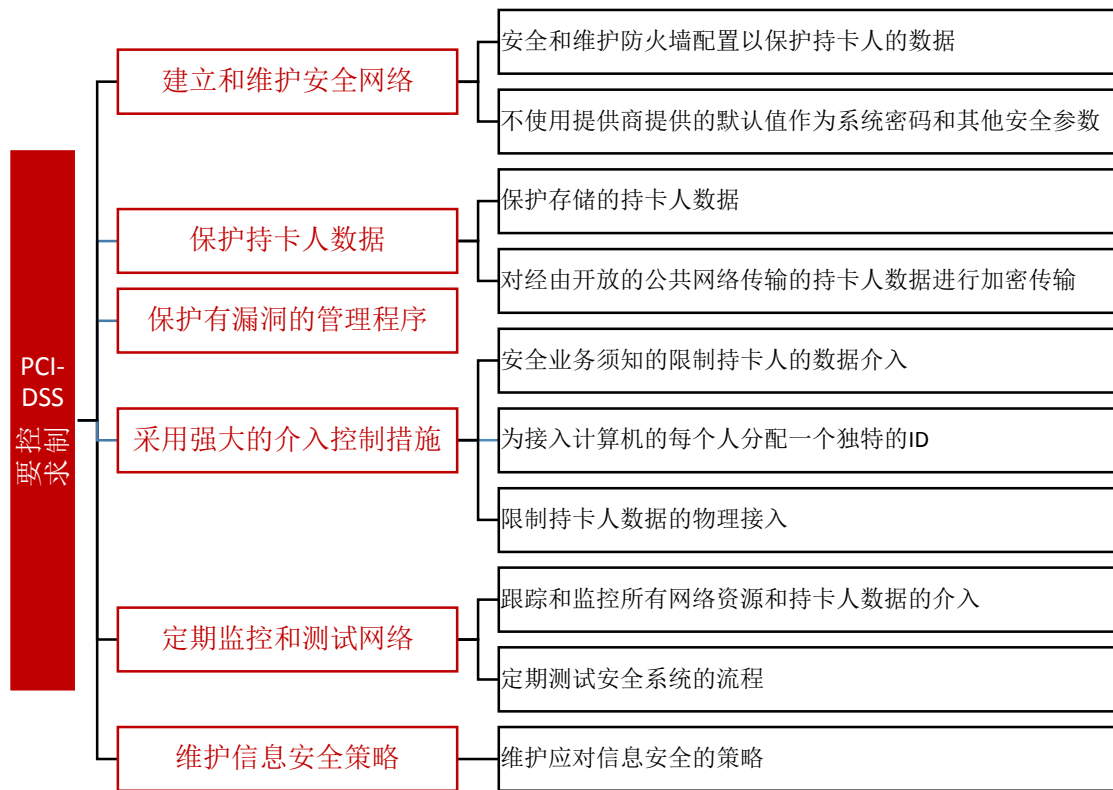 PCI-
DSS
控制
要求
建立和维护安全网络
安全和维护防火墙配置以保护持卡人的数据
不使用提供商提供的默认值作为系统密码和其他安全参数
保护持卡人数据
保护存储的持卡人数据
对经由开放的公共网络传输的持卡人数据进行加密传输
保护有漏洞的管理程序
采用强大的介入控制措施
安全业务须知的限制持卡人的数据介入
为接入计算机的每个人分配一个独特的ID
限制持卡人数据的物理接入
定期监控和测试网络
跟踪和监控所有网络资源和持卡人数据的介入
定期测试安全系统的流程
维护信息安全策略
维护应对信息安全的策略